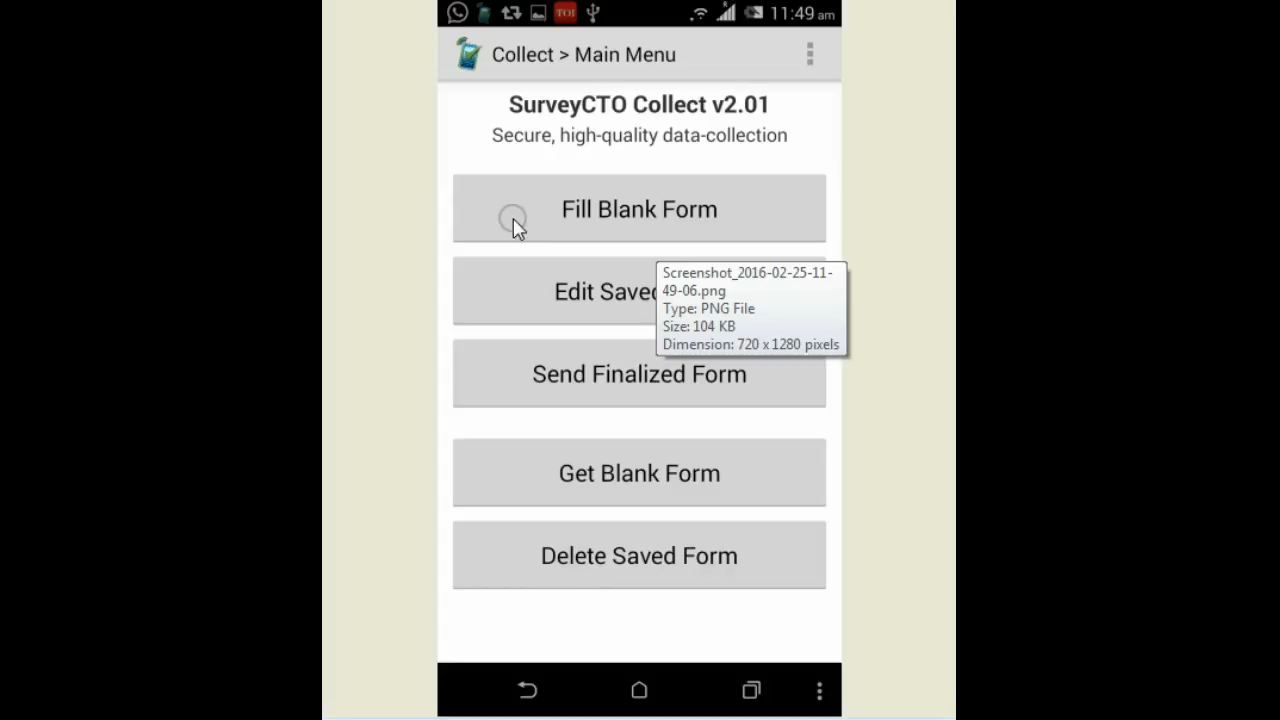 TOI
11:49 am
Collect > Main Menu
SurveyCTO Collect v2.01
Secure, high-quality data-collection
Fill Blank Form
Edit Saved
Screenshot_2016-02-25-11-
49-06.png
Type: PNG File
Size: 104 KB
Dimension: 720 x 1280 pixels
Send Finalized Form
Get Blank Form
Delete Saved Form